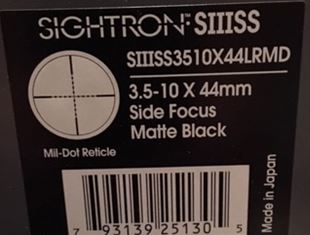 SIGHTRON SIIISS
SIIISS3510X44LRMD
3.5-10 X 44mm
Side Focus
Matte Black
Mil-Dot Reticle
Made in Japan
7 93139 25130 5